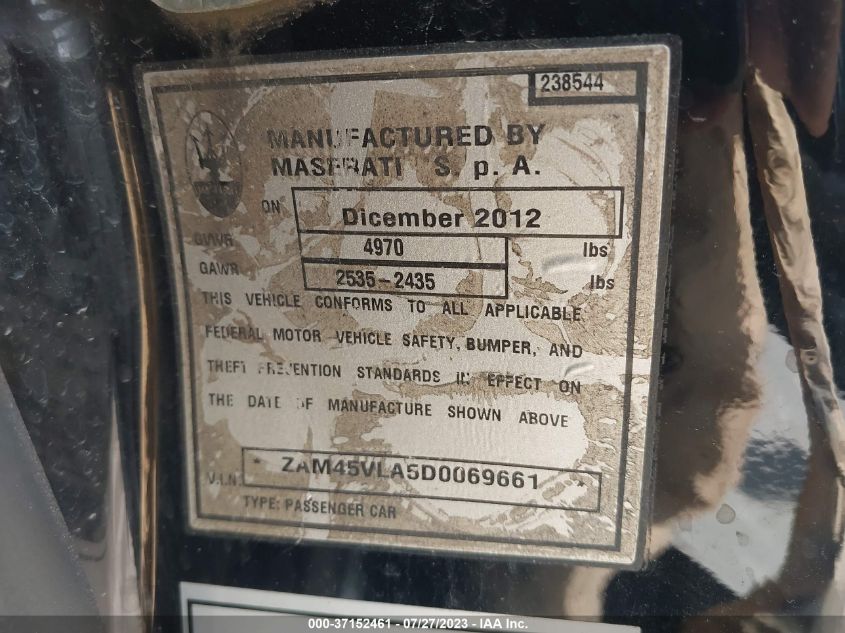 238544
MANUFACTURED BY
MASERATI S. p. A.
ON Dicember 2012
GVWR 4970 lbs
GAWR 2535-2435 lbs
THIS VEHICLE CONFORMS TO ALL APPLICABLE
FEDERAL MOTOR VEHICLE SAFETY, BUMPER, AND
THEFT PREVENTION STANDARDS IN EFFECT ON
THE DATE OF MANUFACTURE SHOWN ABOVE
V.I.N. * ZAM45VLA5D0069661 *
TYPE: PASSENGER CAR
000-37152461 - 07/27/2023 - IAA Inc.